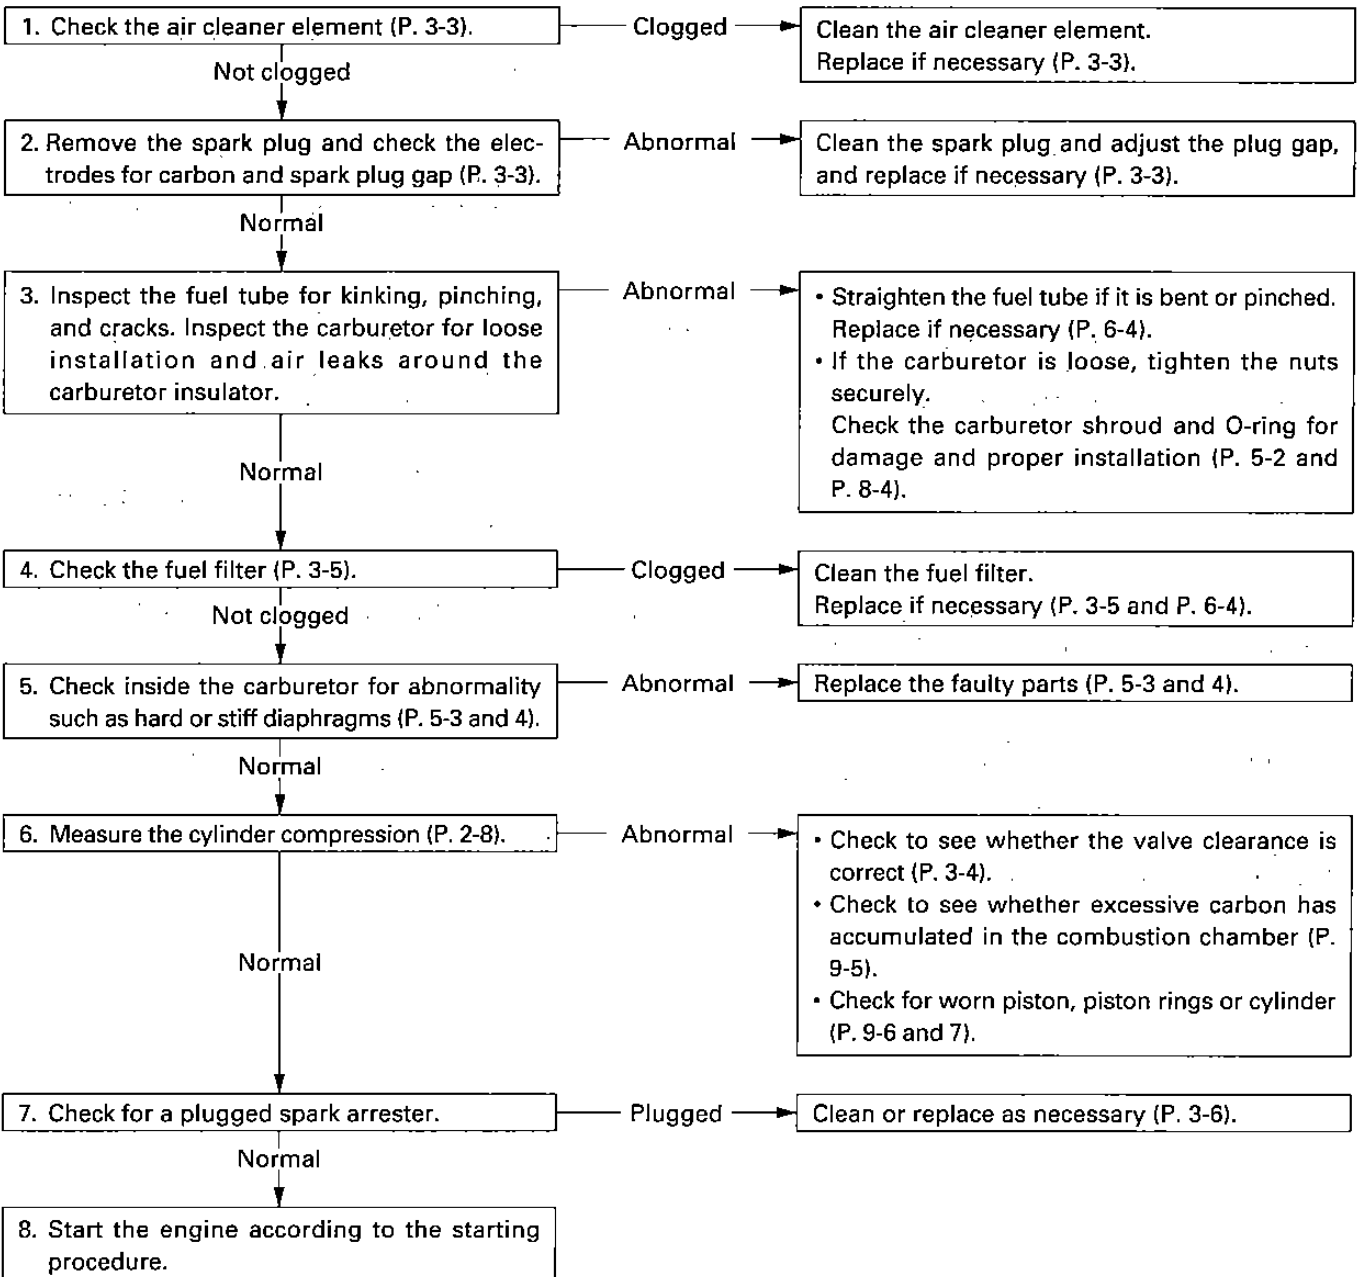 1. Check the air cleaner element (P. 3-3).
Clogged
Clean the air cleaner element.
Replace if necessary (P. 3-3).
Not clogged
2. Remove the spark plug and check the elec-
trodes for carbon and spark plug gap (P. 3-3).
Abnormal
Clean the spark plug and adjust the plug gap,
and replace if necessary (P. 3-3).
Normal
3. Inspect the fuel tube for kinking, pinching,
and cracks. Inspect the carburetor for loose
installation and air leaks around the
carburetor insulator.
Abnormal
• Straighten the fuel tube if it is bent or pinched.
Replace if necessary (P. 6-4).
• If the carburetor is loose, tighten the nuts
securely.
Check the carburetor shroud and O-ring for
damage and proper installation (P. 5-2 and
P. 8-4).
Normal
4. Check the fuel filter (P. 3-5).
Clogged
Clean the fuel filter.
Replace if necessary (P. 3-5 and P. 6-4).
Not clogged
5. Check inside the carburetor for abnormality
such as hard or stiff diaphragms (P. 5-3 and 4).
Abnormal
Replace the faulty parts (P. 5-3 and 4).
Normal
6. Measure the cylinder compression (P. 2-8).
Abnormal
• Check to see whether the valve clearance is
correct (P. 3-4).
• Check to see whether excessive carbon has
accumulated in the combustion chamber (P.
9-5).
• Check for worn piston, piston rings or cylinder
(P. 9-6 and 7).
Normal
7. Check for a plugged spark arrester.
Plugged
Clean or replace as necessary (P. 3-6).
Normal
8. Start the engine according to the starting
procedure.